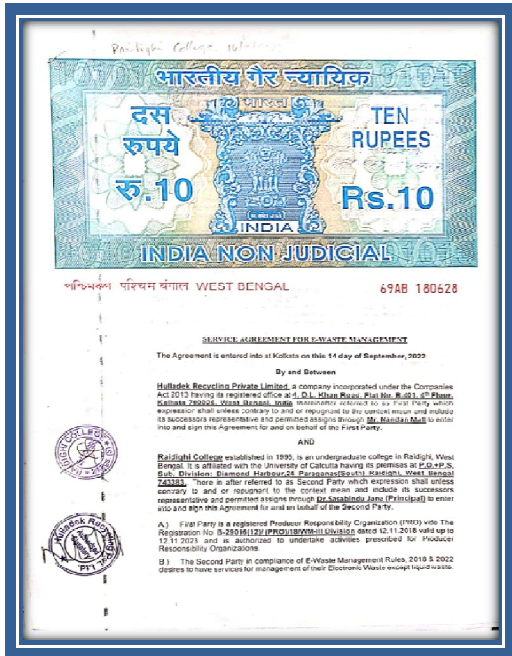 Raidighi College
भारतीय गैर न्यायिक
भारत
दस
रुपये
रु.10
TEN
RUPEES
Rs.10
INDIA
INDIA NON JUDICIAL
পশ্চিমবঙ্গ पश्चिम बंगाल WEST BENGAL
69AB 180628
SERVICE AGREEMENT FOR E-WASTE MANAGEMENT
The Agreement is entered into at Kolkata on this 14 day of September, 2022
By and Between
Hulladek Recycling Private Limited, a company incorporated under the Companies
Act 2013 having its registered office at 4, D.L. Khan Road, Flat No. 6th Floor,
Kolkata 700025, West Bengal, India hereinafter referred to as First Party which
expression shall unless contrary to and or repugnant to the context mean and include
its successors representative and permitted assigns through Mr. Nandan Mall to enter
into and sign this Agreement for and on behalf of the First Party.
AND
Raidighi College established in 1995, is an undergraduate college in Raidighi, West
Bengal. It is affiliated with the University of Calcutta having its premises at P.O+P.S,
Sub. Division: Diamond Harbour,26 Paraganas(South) Raidighi, West Bengal
743383. There in after referred to as Second Party which expression shall unless
contrary to and or repugnant to the context mean and include its successors
representative and permitted assigns through Dr.Sasabindu Jana (Principal) to enter
into and sign this Agreement for and on behalf of the Second Party.
A.) First Party is a registered Producer Responsibility Organization (PRO) vide The
Registration No. dated 12.11.2018 valid up to
12.11.2023 and is authorized to undertake activities prescribed for Producer
Responsibility Organizations.
B.) The Second Party in compliance of E-Waste Management Rules, 2016 & 2022
desires to have services for management of their Electronic Waste except liquid waste.
RAIDIGHI COLLEGE
Hulladek Recycling Pvt. Ltd.